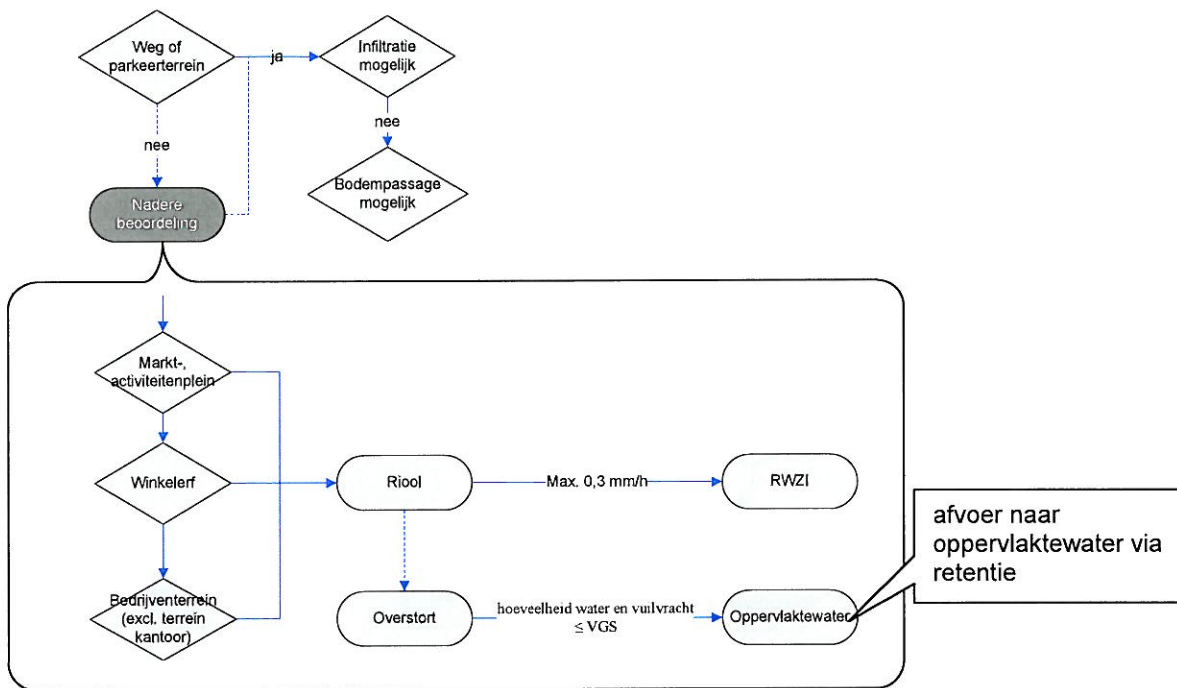 Weg of
parkeerterrein
ja
Infiltratie
mogelijk
nee
nee
Bodempassage
mogelijk
Nadere
beoordeling
Markt-,
activiteitenplein
Winkelerf
Riool
Max. 0,3 mm/h
RWZI
afvoer naar
oppervlaktewater via
retentie
Bedrijventerrein
(excl. terrein
kantoor)
Overstort
hoeveelheid water en vuilvracht
≤ VGS
Oppervlaktewater